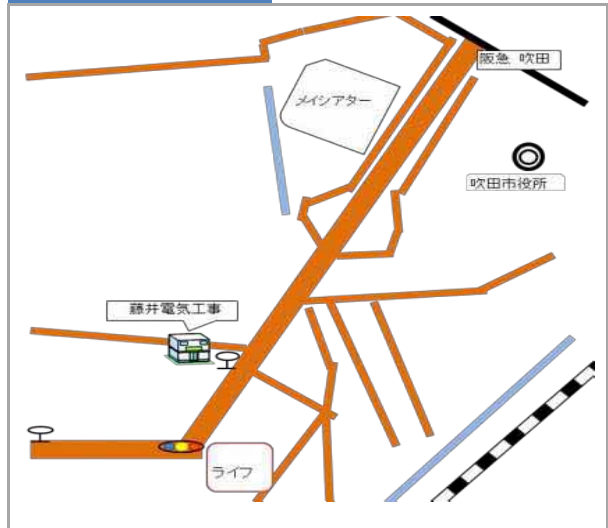 阪急 吹田
メイシアター
吹田市役所
藤井電気工事
ライフ